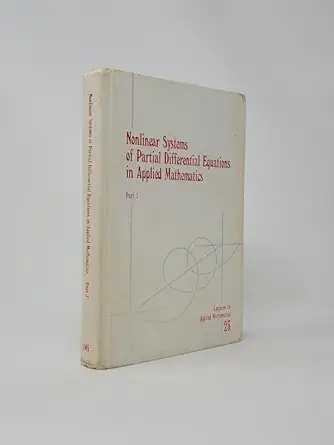 Nonlinear Systems
of Partial Differential Equations
in Applied Mathematics
Part 1
Lectures in
Applied Mathematics
23
Nonlinear Systems of Partial Differential Equations in Applied Mathematics Part 1
AMS